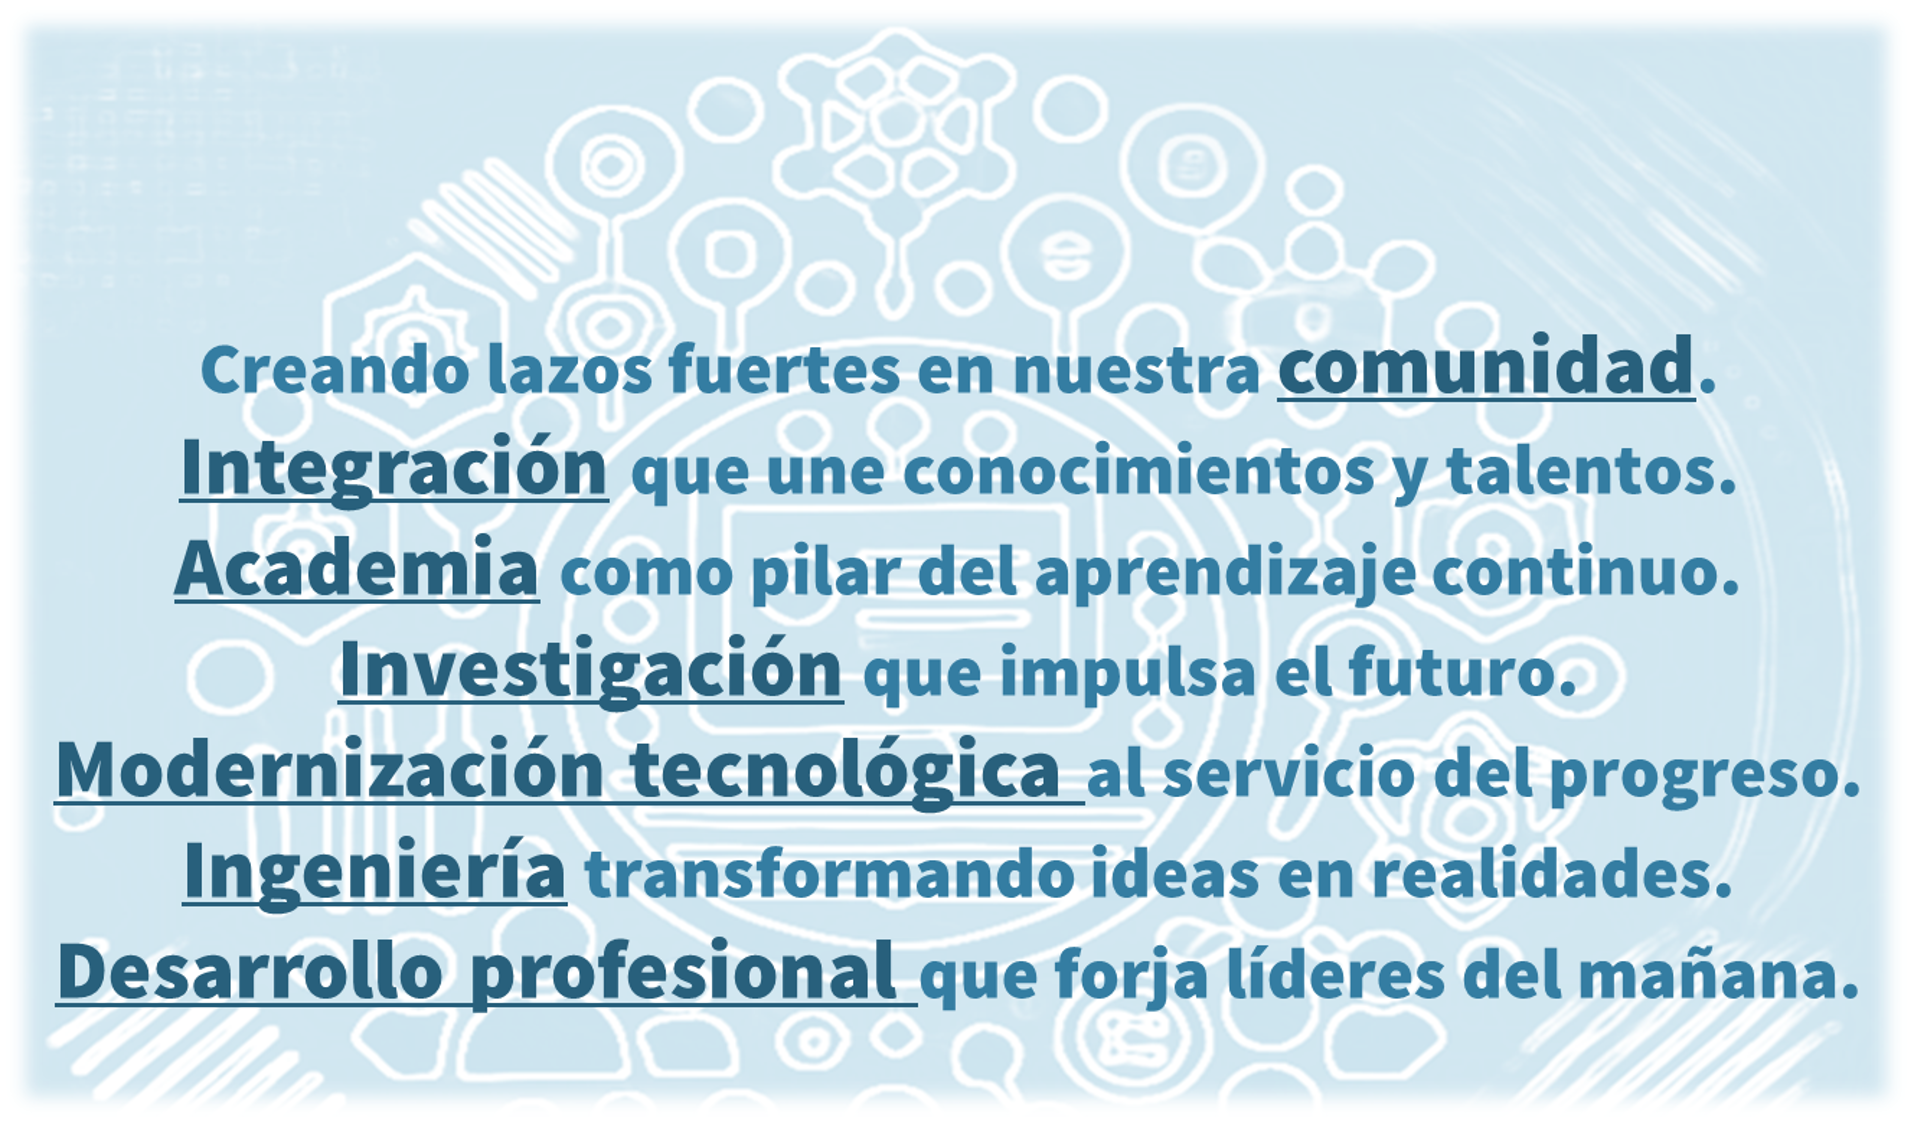 Creando lazos fuertes en nuestra comunidad.
Integración que une conocimientos y talentos.
Academia como pilar del aprendizaje continuo.
Investigación que impulsa el futuro.
Modernización tecnológica al servicio del progreso.
Ingeniería transformando ideas en realidades.
Desarrollo profesional que forja líderes del mañana.